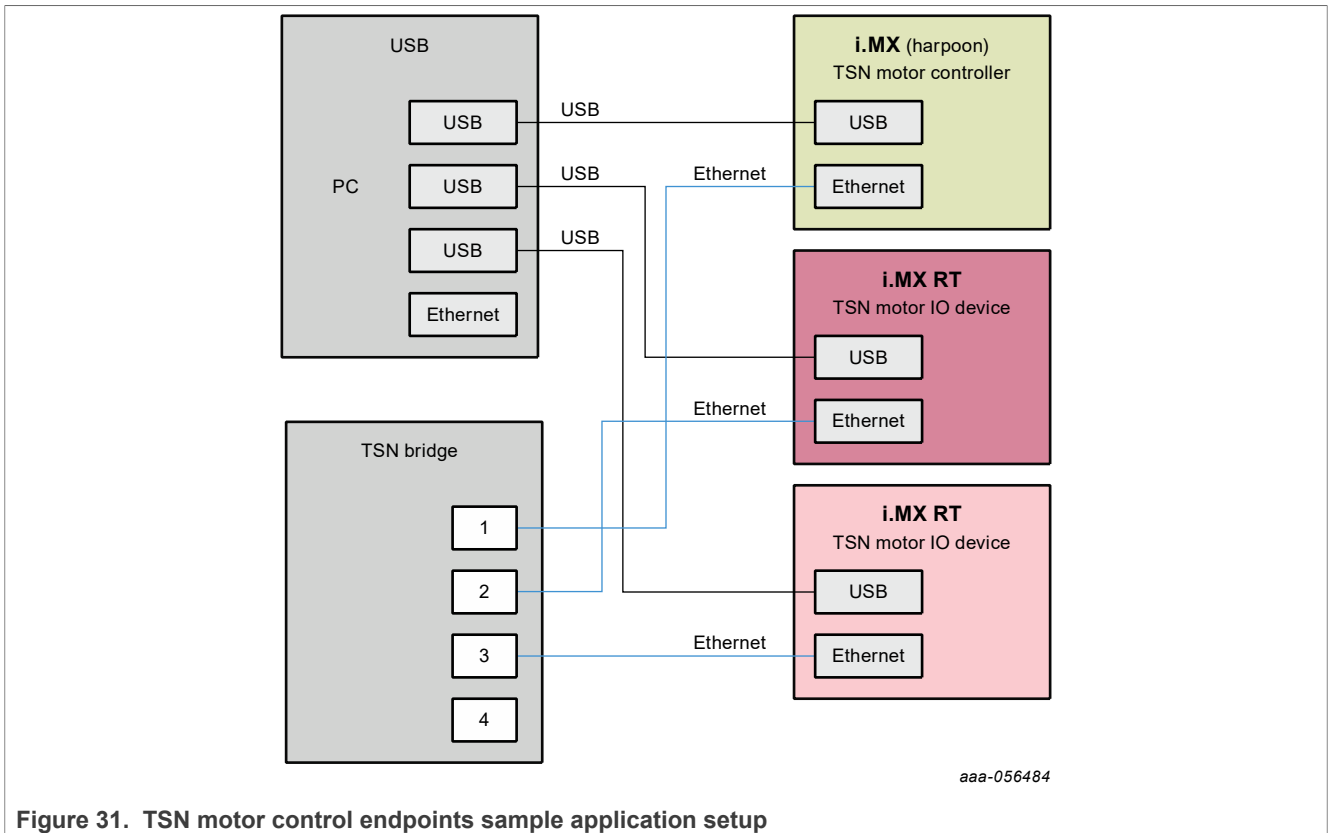 USB
USB
USB
PC
USB
USB
USB
USB
Ethernet
i.MX (harpoon)
TSN motor controller
USB
Ethernet
Ethernet
i.MX RT
TSN motor IO device
USB
Ethernet
Ethernet
TSN bridge
1
2
3
4
i.MX RT
TSN motor IO device
USB
Ethernet
Ethernet
aaa-056484
Figure 31. TSN motor control endpoints sample application setup